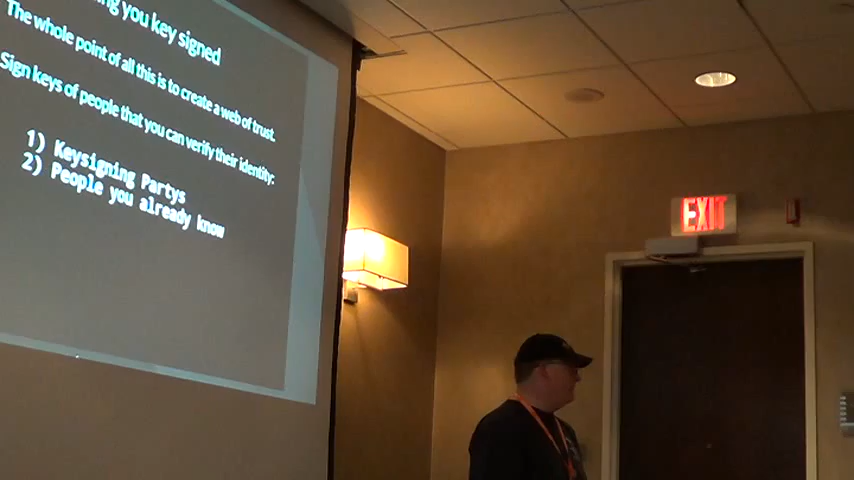 you key signed
The whole point of all this is to create a web of trust.
Sign keys of people that you can verify their identity:
1) Keysigning Partys
2) People you already know
EXIT